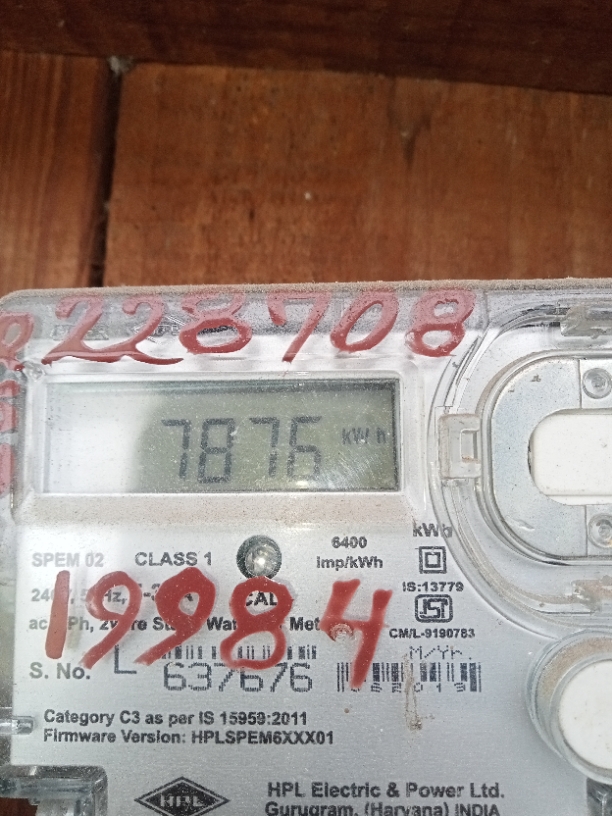 228708
7876 kWh
kWh
SPEM 02 CLASS 1 6400 imp/kWh
19984
IS:13779
CM/L-9190783
M/Yr.
S. No. L 637676
Category C3 as per IS 15959:2011
Firmware Version: HPLSPEM6XXX01
HPL
HPL Electric & Power Ltd.
Gurugram, (Haryana) INDIA